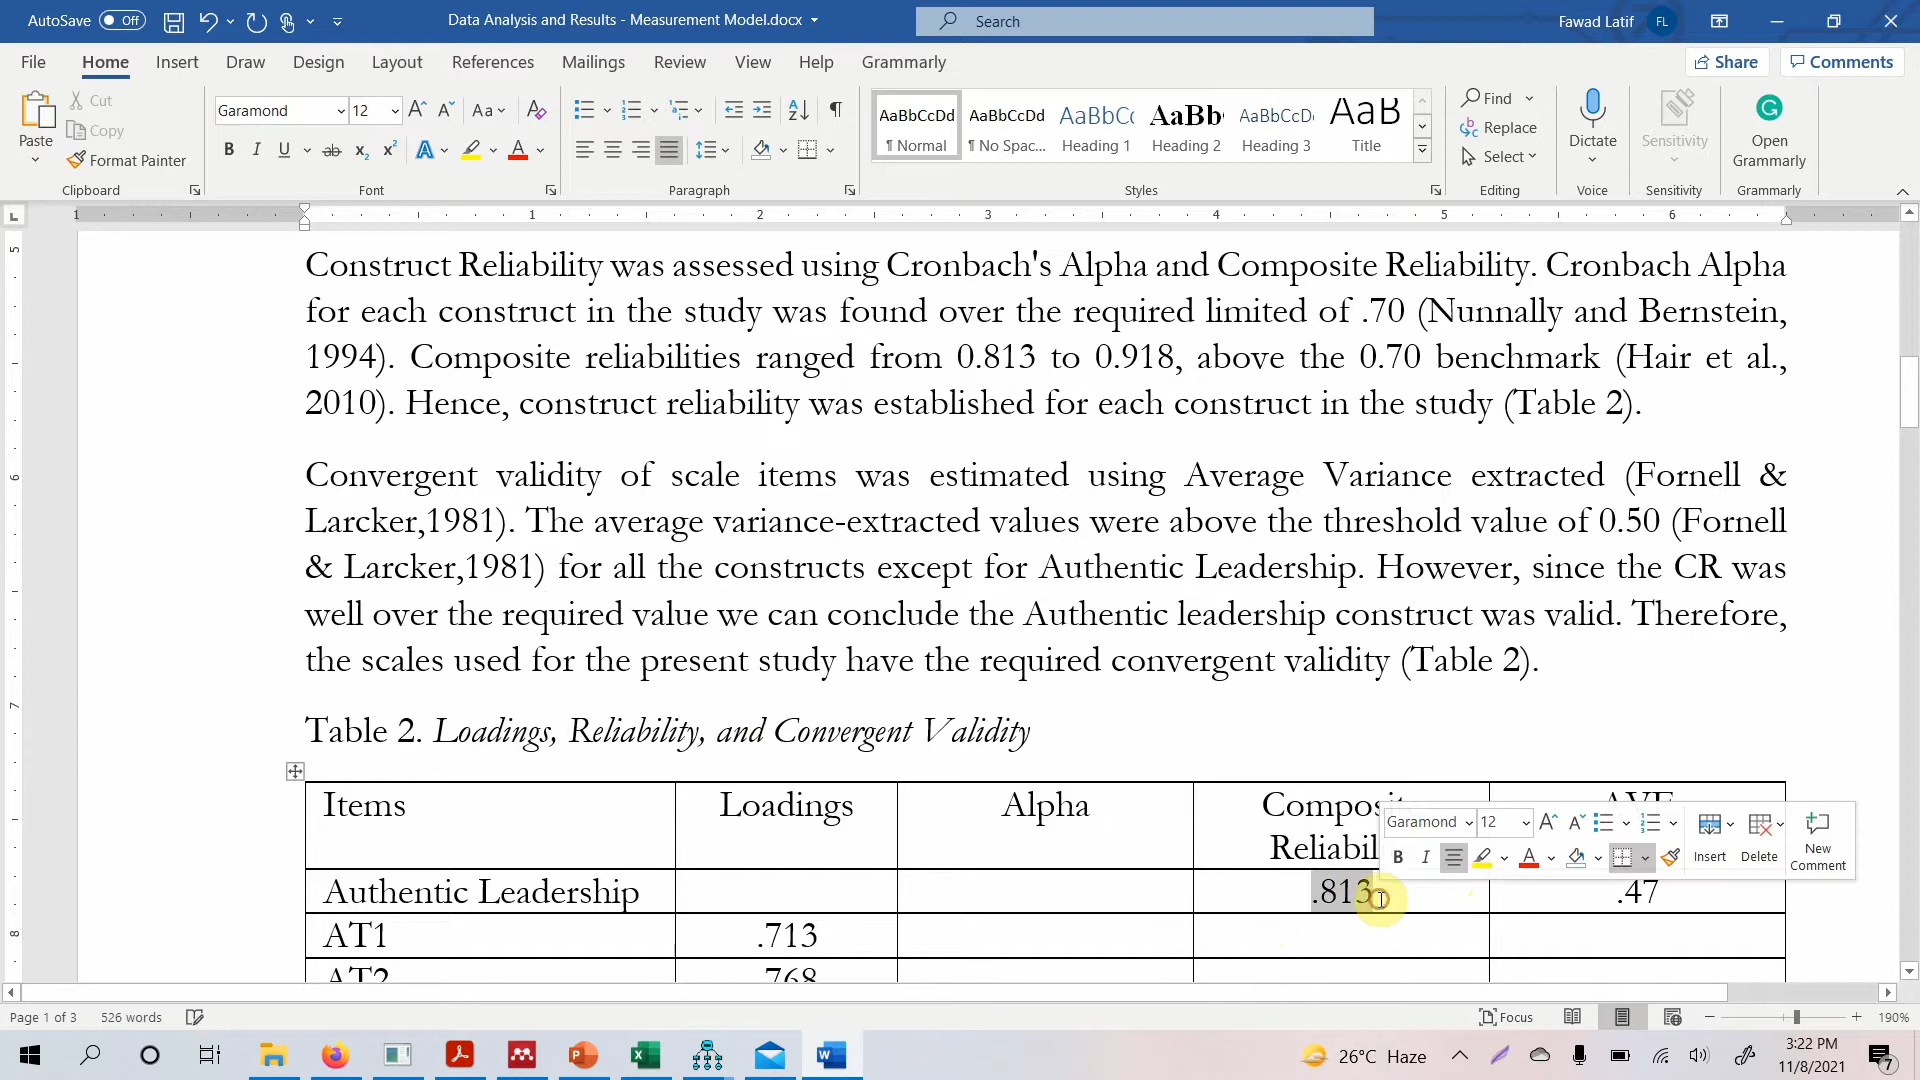 AutoSave Off Data Analysis and Results - Measurement Model.docx Search Fawad Latif FL
File Home Insert Draw Design Layout References Mailings Review View Help Grammarly Share Comments
Paste Cut Copy Format Painter
Garamond 12
AaBbCcDd AaBbCcDd AaBbCc AaBb AaBbCcD AaB
¶ Normal ¶ No Spac... Heading 1 Heading 2 Heading 3 Title
Find Replace Select
Dictate Sensitivity Open Grammarly
Clipboard Font Paragraph Styles Editing Voice Sensitivity Grammarly
1 1 2 3 4 5 6
Construct Reliability was assessed using Cronbach's Alpha and Composite Reliability. Cronbach Alpha
for each construct in the study was found over the required limited of .70 (Nunnally and Bernstein,
1994). Composite reliabilities ranged from 0.813 to 0.918, above the 0.70 benchmark (Hair et al.,
2010). Hence, construct reliability was established for each construct in the study (Table 2).
Convergent validity of scale items was estimated using Average Variance extracted (Fornell &
Larcker,1981). The average variance-extracted values were above the threshold value of 0.50 (Fornell
& Larcker,1981) for all the constructs except for Authentic Leadership. However, since the CR was
well over the required value we can conclude the Authentic leadership construct was valid. Therefore,
the scales used for the present study have the required convergent validity (Table 2).
Table 2. Loadings, Reliability, and Convergent Validity
Items Loadings Alpha
Garamond 12
Insert Delete New Comment
Authentic Leadership .813 .47
AT1 .713
AT2 .768
Page 1 of 3 526 words Focus 190%
26°C Haze 3:22 PM
11/8/2021 7